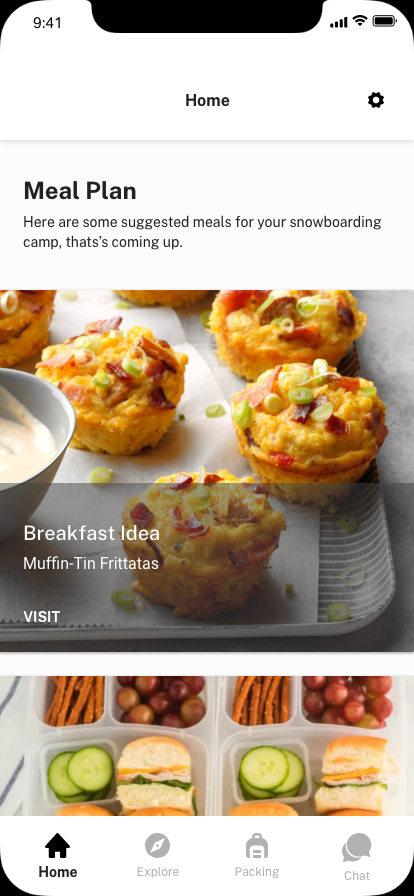 9:41
Home
Meal Plan
Here are some suggested meals for your snowboarding
camp, thats's coming up.
Breakfast Idea
Muffin-Tin Frittatas
VISIT
Home
Explore
Packing
Chat